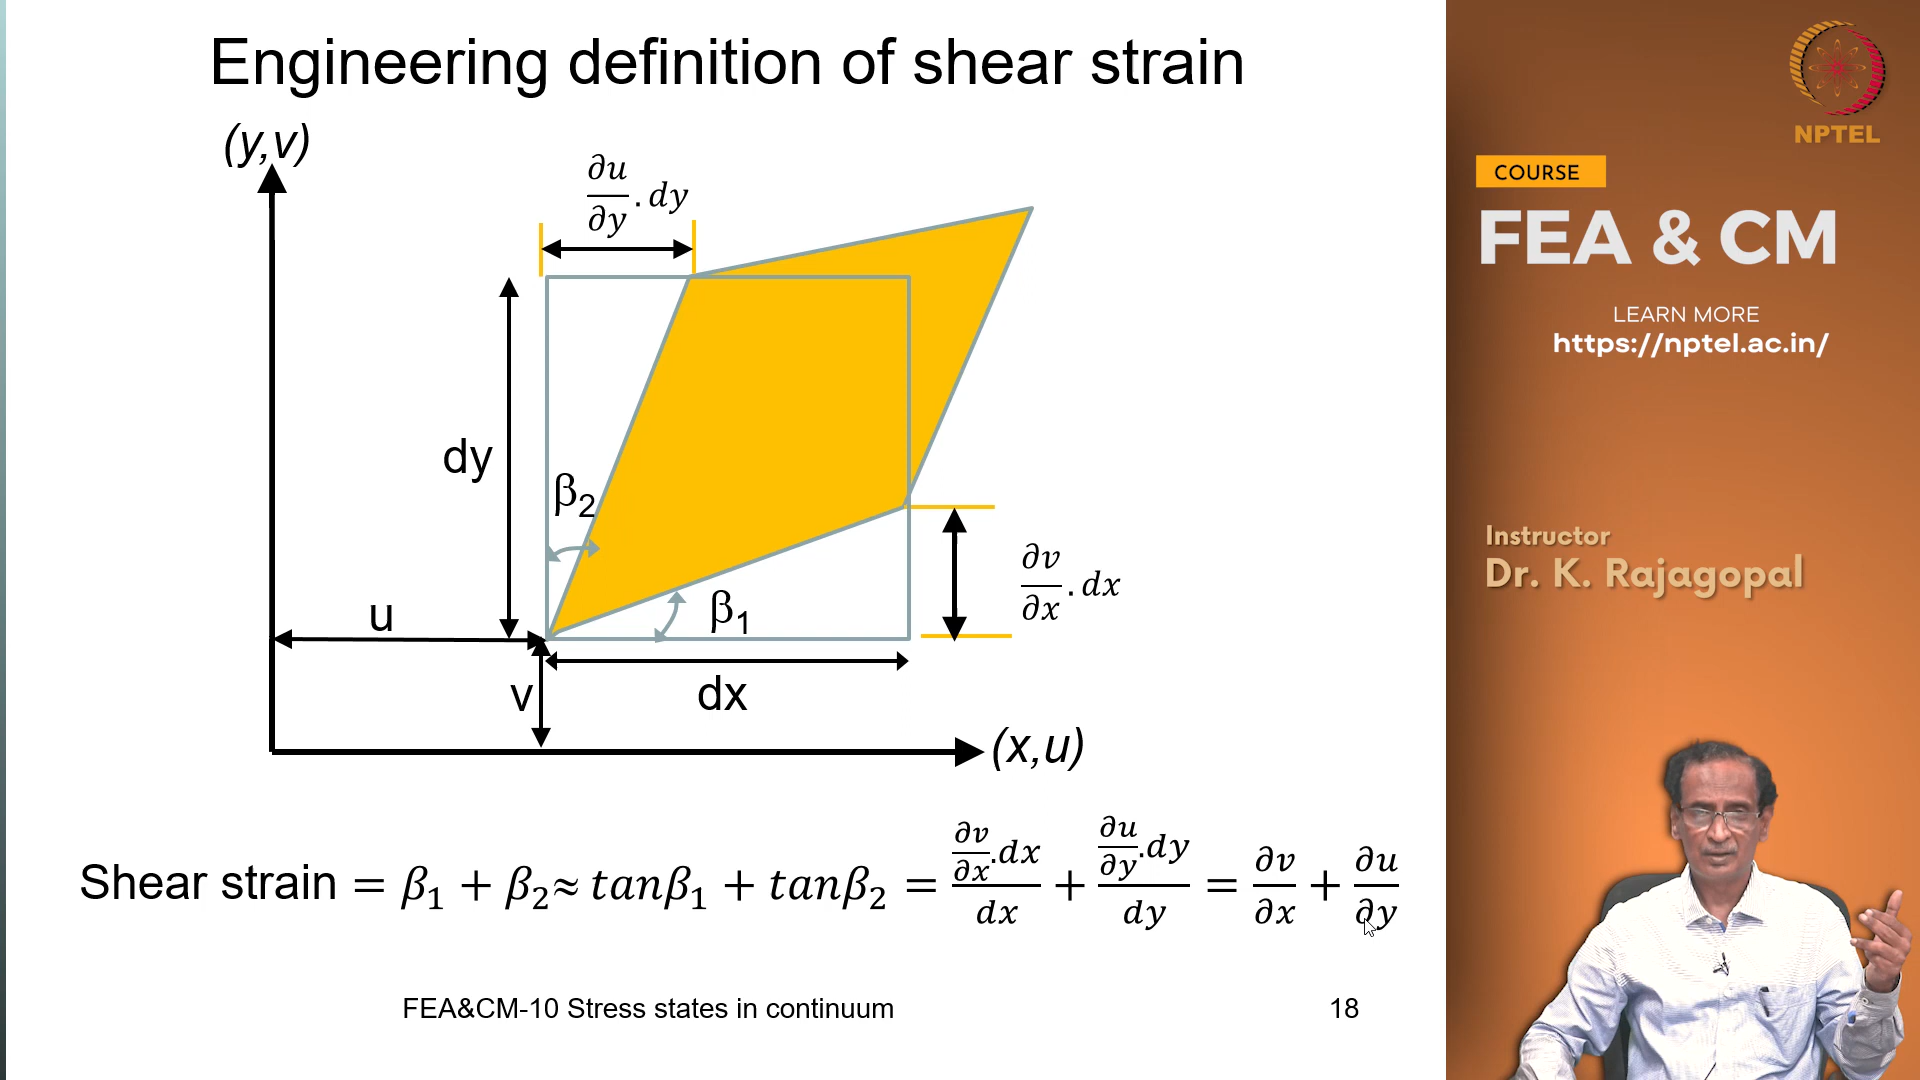 Engineering definition of shear strain
(y,v)
∂u/∂y . dy
dy
β2
β1
∂v/∂x . dx
u
v
dx
(x,u)
Shear strain = β1 + β2≈ tanβ1 + tanβ2 = (∂v/∂x.dx)/dx + (∂u/∂y.dy)/dy = ∂v/∂x + ∂u/∂y
FEA&CM-10 Stress states in continuum
18
NPTEL
COURSE
FEA & CM
LEARN MORE
https://nptel.ac.in/
Instructor
Dr. K. Rajagopal